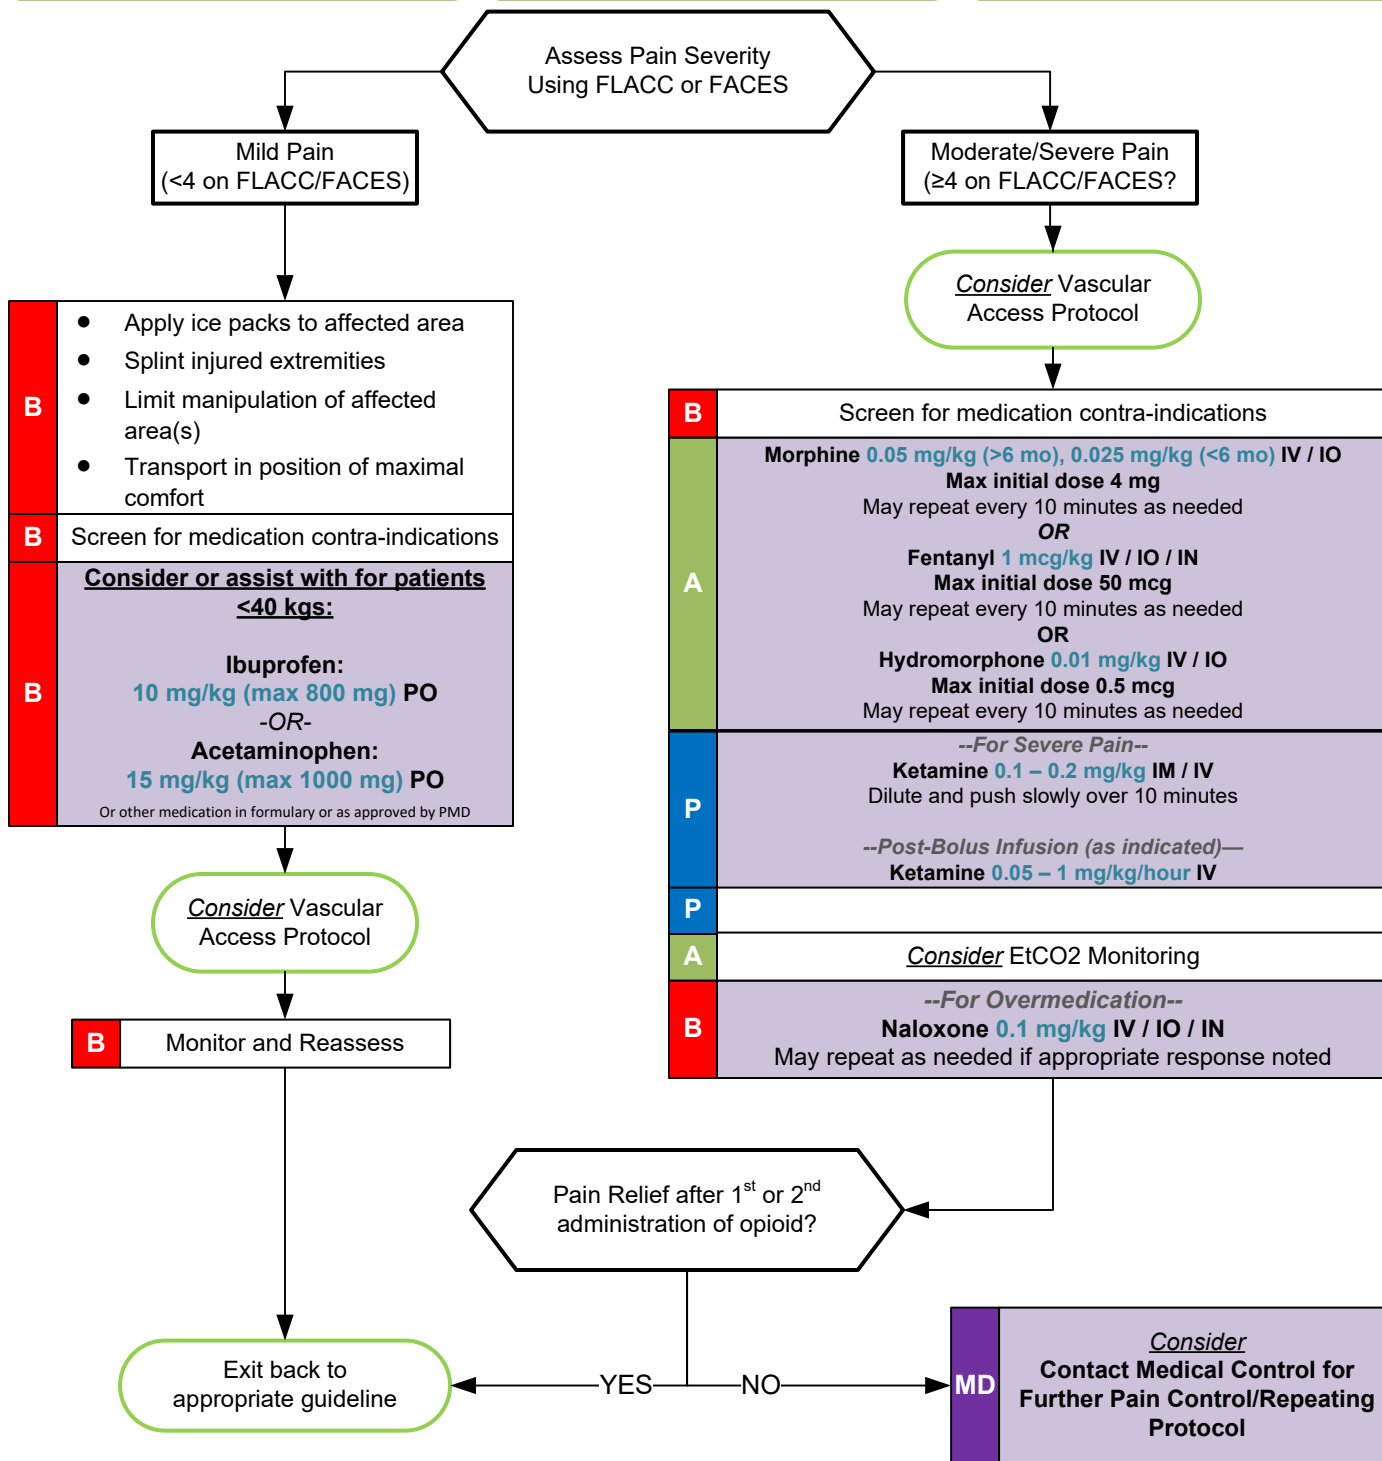 Assess Pain Severity
Using FLACC or FACES
Mild Pain
(<4 on FLACC/FACES)
B
● Apply ice packs to affected area
● Splint injured extremities
● Limit manipulation of affected
area(s)
● Transport in position of maximal
comfort
B
Screen for medication contra-indications
B
Consider or assist with for patients
<40 kgs:
Ibuprofen:
10 mg/kg (max 800 mg) PO
-OR-
Acetaminophen:
15 mg/kg (max 1000 mg) PO
Or other medication in formulary or as approved by PMD
Consider Vascular
Access Protocol
B
Monitor and Reassess
Moderate/Severe Pain
(≥4 on FLACC/FACES?
Consider Vascular
Access Protocol
B
Screen for medication contra-indications
A
Morphine 0.05 mg/kg (>6 mo), 0.025 mg/kg (<6 mo) IV / IO
Max initial dose 4 mg
May repeat every 10 minutes as needed
OR
Fentanyl 1 mcg/kg IV / IO / IN
Max initial dose 50 mcg
May repeat every 10 minutes as needed
OR
Hydromorphone 0.01 mg/kg IV / IO
Max initial dose 0.5 mcg
May repeat every 10 minutes as needed
P
--For Severe Pain--
Ketamine 0.1 – 0.2 mg/kg IM / IV
Dilute and push slowly over 10 minutes
--Post-Bolus Infusion (as indicated)—
Ketamine 0.05 – 1 mg/kg/hour IV
P
A
Consider EtCO2 Monitoring
B
--For Overmedication--
Naloxone 0.1 mg/kg IV / IO / IN
May repeat as needed if appropriate response noted
Pain Relief after 1st or 2nd
administration of opioid?
YES
NO
Exit back to
appropriate guideline
MD
Consider
Contact Medical Control for
Further Pain Control/Repeating
Protocol